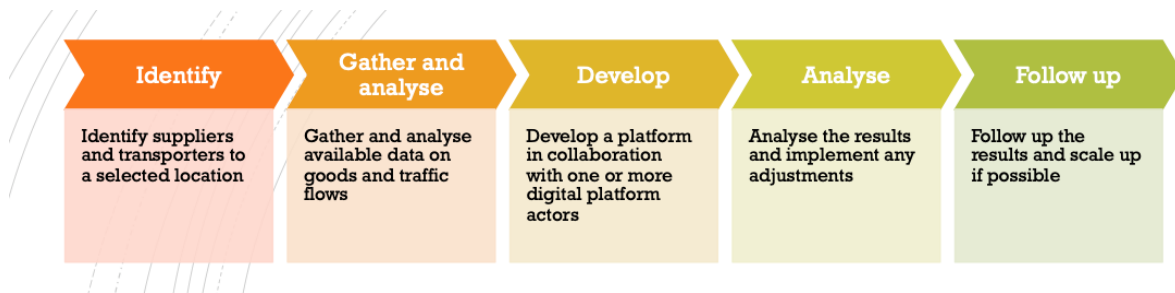 Identify
Identify suppliers
and transporters to
a selected location
Gather and
analyse
Gather and analyse
available data on
goods and traffic
flows
Develop
Develop a platform
in collaboration
with one or more
digital platform
actors
Analyse
Analyse the results
and implement any
adjustments
Follow up
Follow up the
results and scale up
if possible